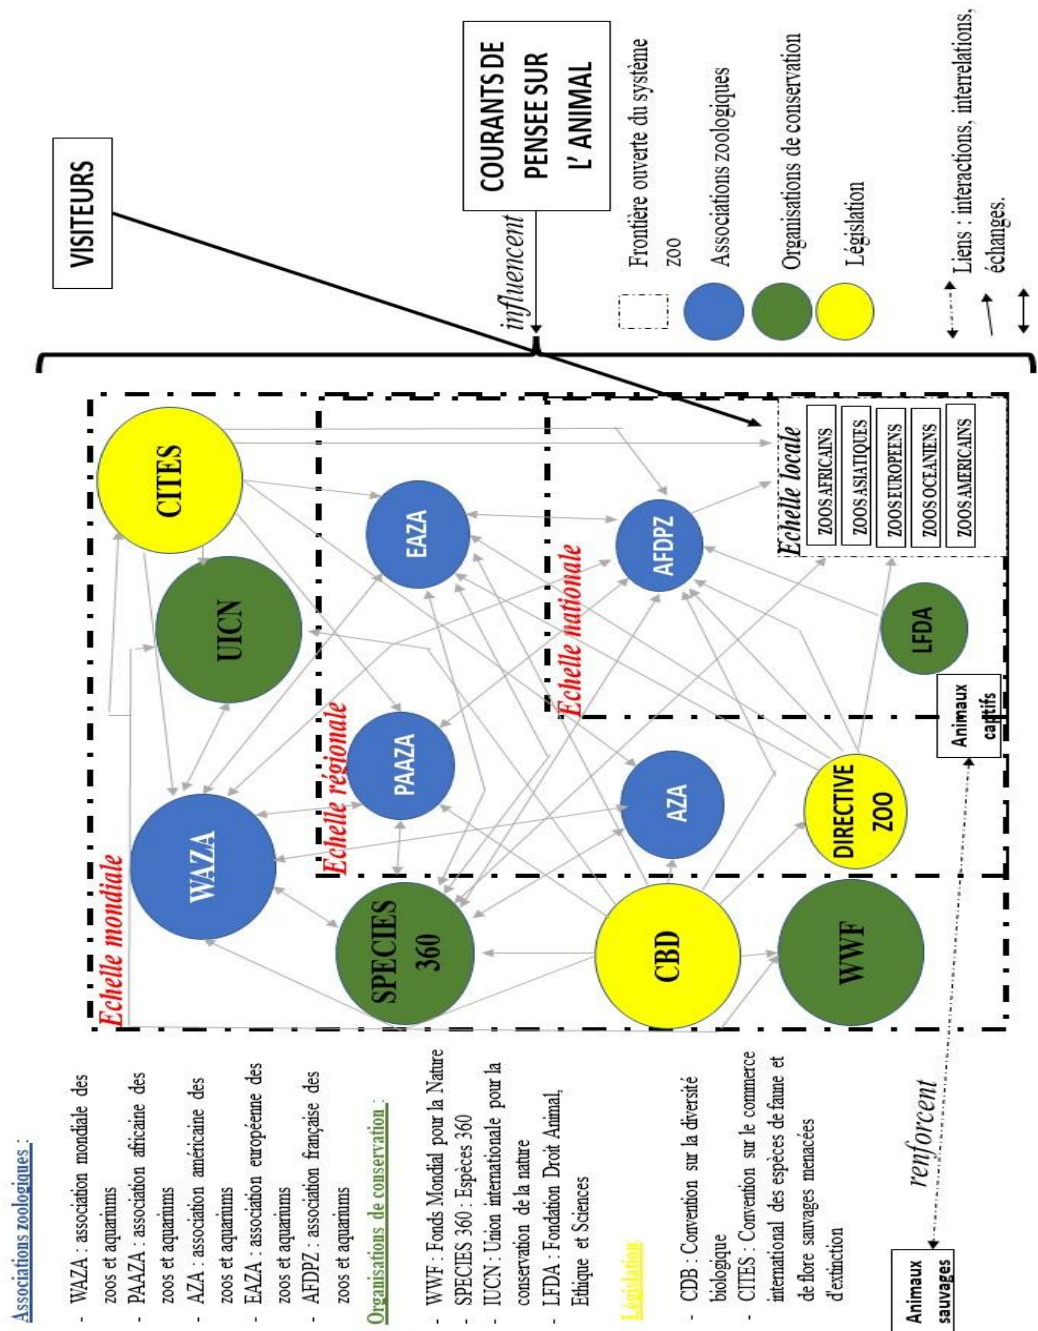 Associations zoologiques :
- WAZA : association mondiale des
zoos et aquariums
- PAAZA : association africaine des
zoos et aquariums
- AZA : association américaine des
zoos et aquariums
- EAZA : association européenne des
zoos et aquariums
- AFDPZ : association française des
zoos et aquariums
Organisations de conservation :
- WWF : Fonds Mondial pour la Nature
- SPECIES 360 : Espèces 360
- IUCN : Union internationale pour la
conservation de la nature
- LFDA : Fondation Droit Animal,
Ethique et Sciences
Législation
- CDB : Convention sur la diversité
biologique
- CITES : Convention sur le commerce
international des espèces de faune et
de flore sauvages menacées
d'extinction
Animaux
sauvages
renforcent
Animaux
captifs
Echelle mondiale
WAZA
UICN
CITES
SPECIES
360
CBD
WWF
Echelle régionale
PAAZA
EAZA
AZA
DIRECTIVE
ZOO
Echelle nationale
AFDPZ
LFDA
Echelle locale
ZOOS AFRICAINS
ZOOS ASIATIQUES
ZOOS EUROPEENS
ZOOS OCEANIENS
ZOOS AMERICAINS
VISITEURS
influencent
COURANTS DE
PENSEE SUR
L' ANIMAL
Frontière ouverte du système
zoo
Associations zoologiques
Organisations de conservation
Législation
Liens : interactions, interrelations,
échanges.